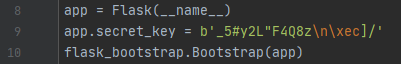 8 app = Flask(__name__)
9 app.secret_key = b'_5#y2L"F4Q8z\n\xec]/'
10 flask_bootstrap.Bootstrap(app)